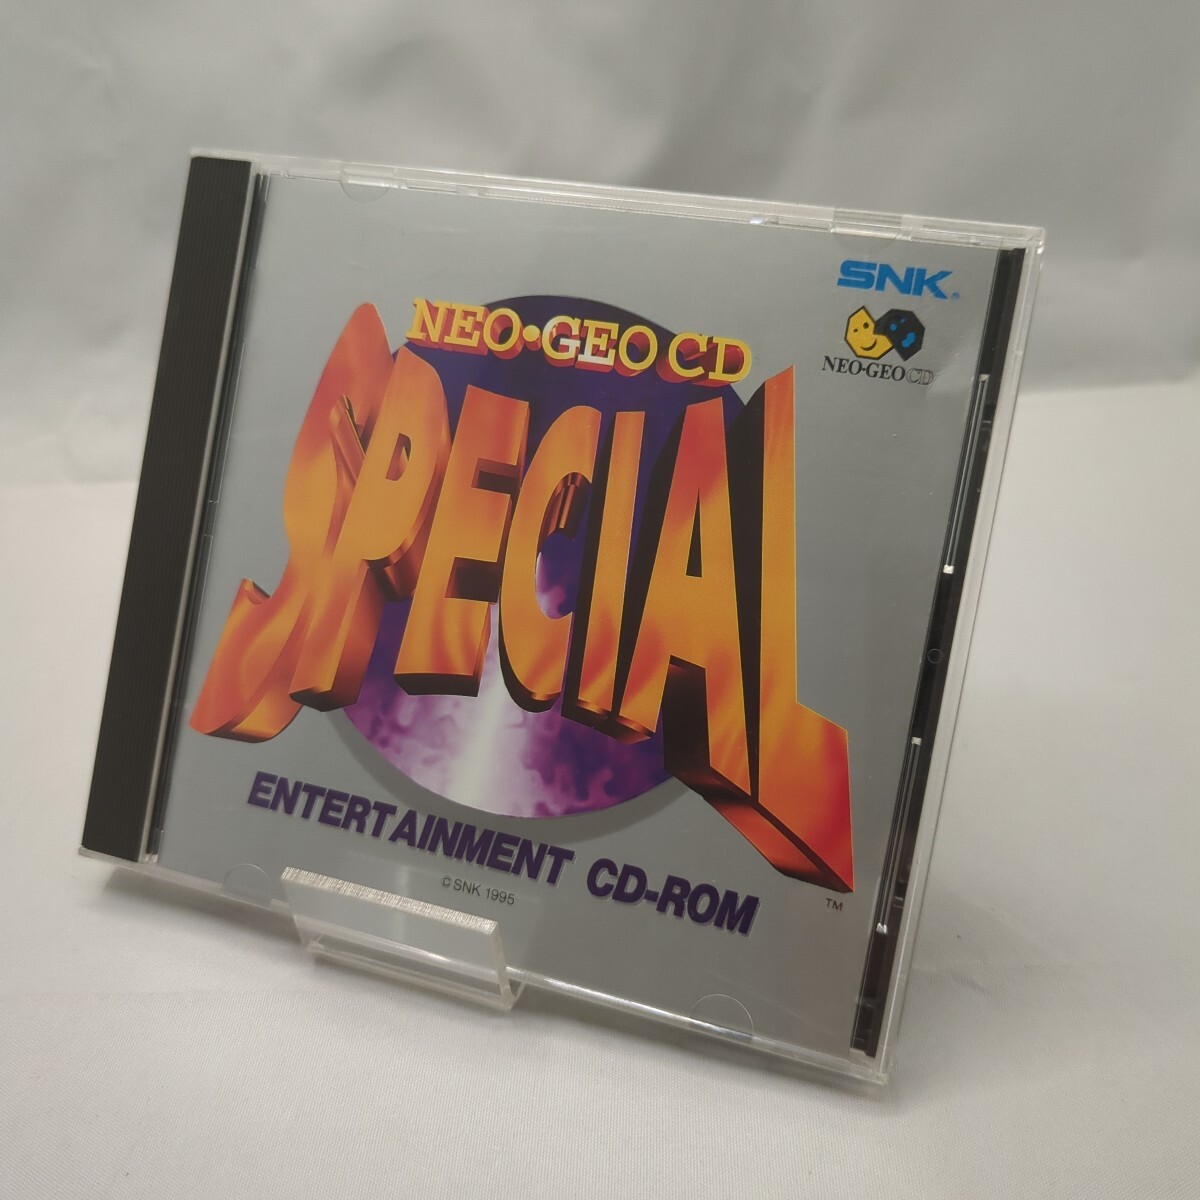 SNK®
NEO•GEO CD
NEO•GEO CD
SPECIAL
ENTERTAINMENT CD-ROM
© SNK 1995
TM